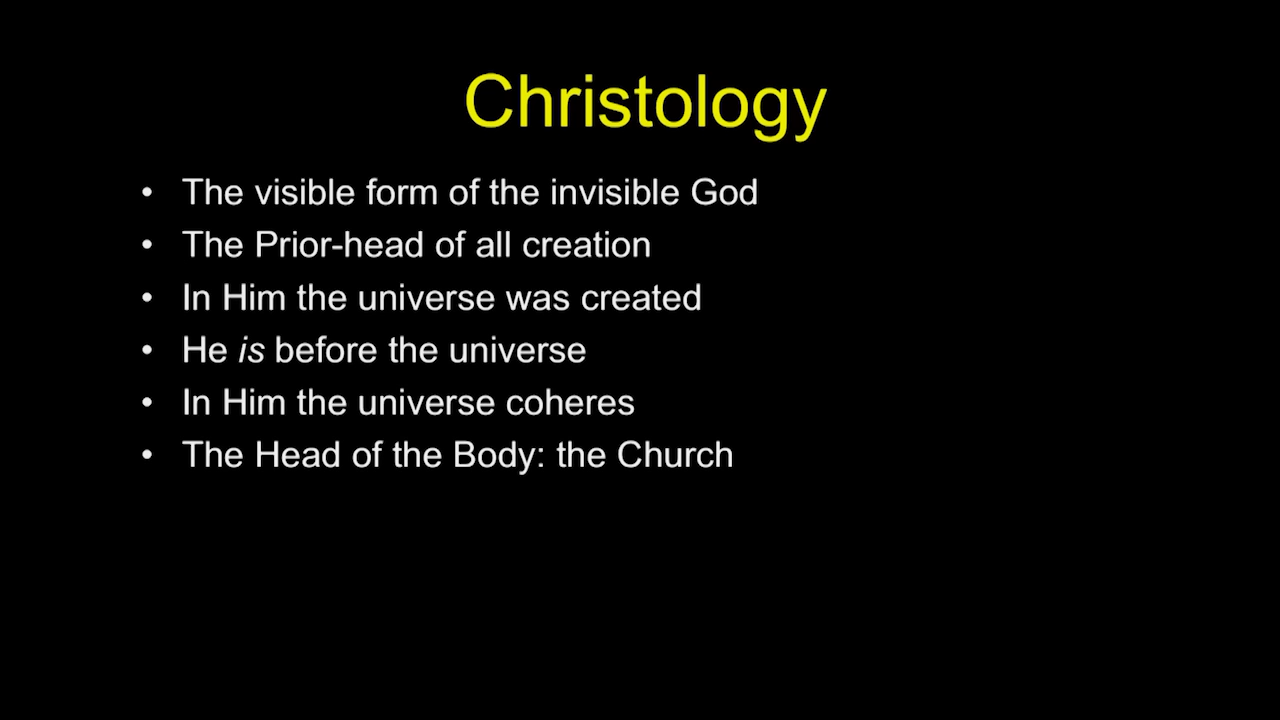 Christology
• The visible form of the invisible God
• The Prior-head of all creation
• In Him the universe was created
• He is before the universe
• In Him the universe coheres
• The Head of the Body: the Church